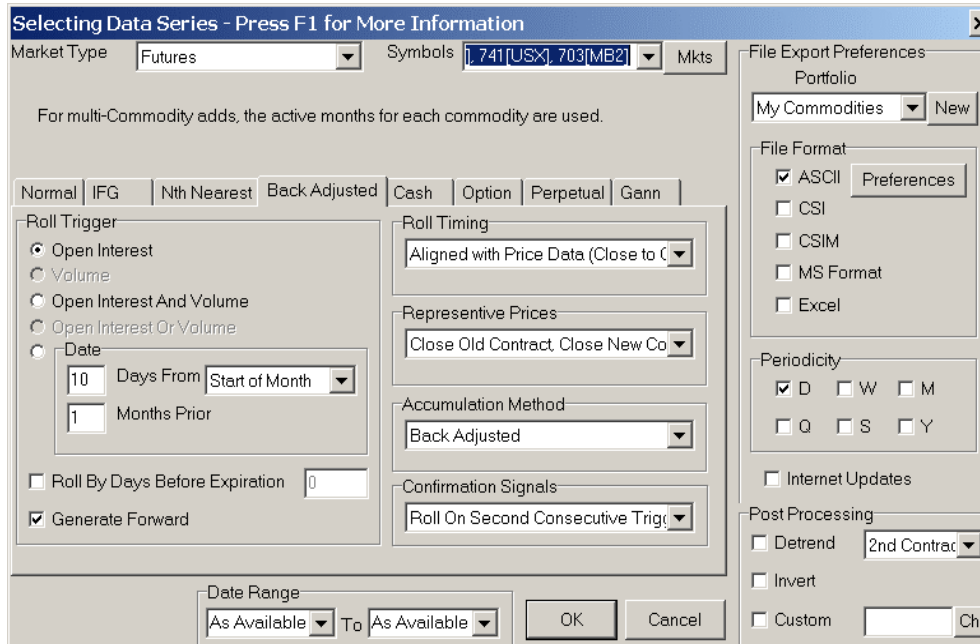 Selecting Data Series - Press F1 for More Information
Market Type
Futures
Symbols
], 741[USX], 703[MB2]
Mkts
For multi-Commodity adds, the active months for each commodity are used.
Normal
IFG
Nth Nearest
Back Adjusted
Cash
Option
Perpetual
Gann
Roll Trigger
Open Interest
Volume
Open Interest And Volume
Open Interest Or Volume
Date
10
Days From
Start of Month
1
Months Prior
Roll By Days Before Expiration
0
Generate Forward
Roll Timing
Aligned with Price Data (Close to
Representive Prices
Close Old Contract, Close New Co
Accumulation Method
Back Adjusted
Confirmation Signals
Roll On Second Consecutive Trig
Date Range
As Available
To
As Available
OK
Cancel
File Export Preferences
Portfolio
My Commodities
New
File Format
ASCII
Preferences
CSI
CSIM
MS Format
Excel
Periodicity
D
W
M
Q
S
Y
Internet Updates
Post Processing
Detrend
2nd Contrac
Invert
Custom
Ch